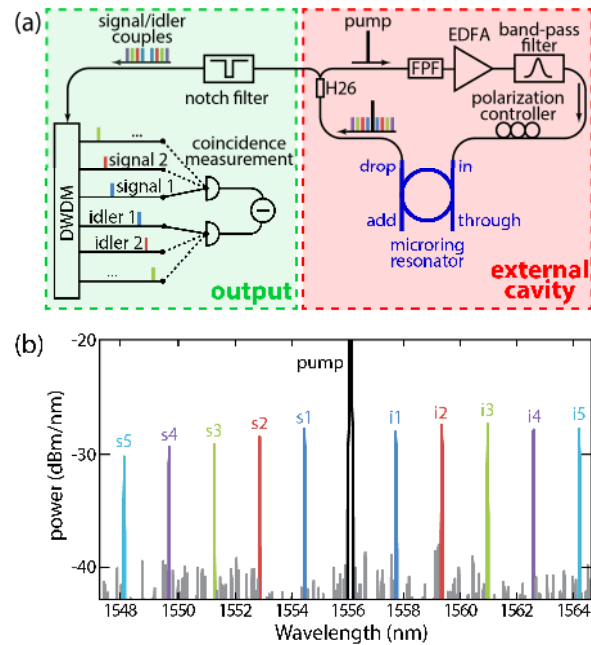 (a)
signal/idler
couples
notch filter
pump
EDFA
band-pass
filter
FPF
H26
polarization
controller
...
signal 2
signal 1
idler 1
idler 2
...
DWDM
coincidence
measurement
output
drop
in
add
through
microring
resonator
external
cavity
(b)
power (dBm/nm)
-20
-30
-40
pump
s5
s4
s3
s2
s1
i1
i2
i3
i4
i5
1548 1550 1552 1554 1556 1558 1560 1562 1564
Wavelength (nm)